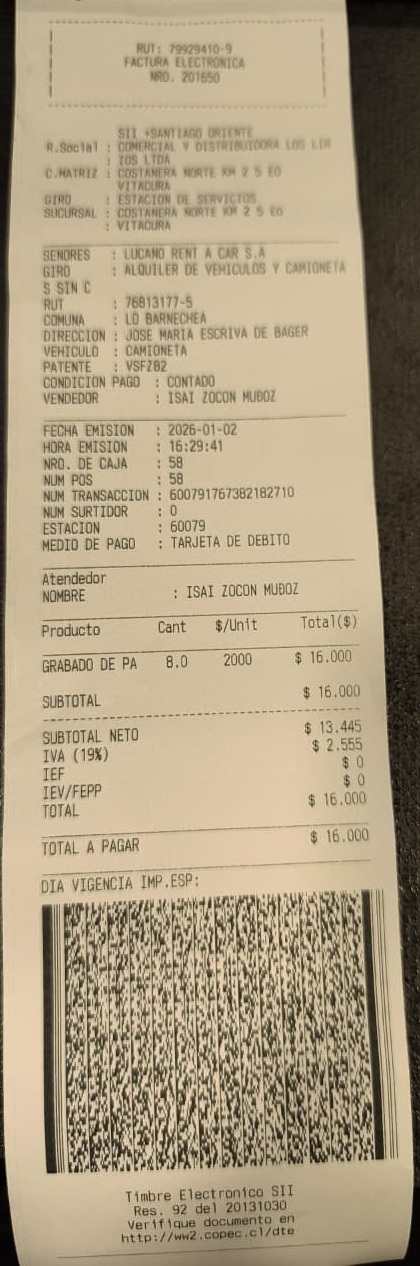 RUT: 79929410-9
FACTURA ELECTRONICA
NRO. 201650
SII +SANTIAGO ORIENTE
R.Social : COMERCIAL Y DISTRIBUIDORA LOS LIR
: IOS LTDA
C.MATRIZ : COSTANERA NORTE KM 2 5 EO
VITACURA
GIRO : ESTACION DE SERVICIOS
SUCURSAL : COSTANERA NORTE KM 2 5 EO
: VITACURA
SENORES : LUCANO RENT A CAR S.A
GIRO : ALQUILER DE VEHICULOS Y CAMIONETA
S SIN C
RUT : 76813177-5
COMUNA : LO BARNECHEA
DIRECCION : JOSE MARIA ESCRIVA DE BAGER
VEHICULO : CAMIONETA
PATENTE : VSFZ82
CONDICION PAGO : CONTADO
VENDEDOR : ISAI ZOCON MUÐOZ
FECHA EMISION : 2026-01-02
HORA EMISION : 16:29:41
NRO. DE CAJA : 58
NUM POS : 58
NUM TRANSACCION : 600791767382182710
NUM SURTIDOR : 0
ESTACION : 60079
MEDIO DE PAGO : TARJETA DE DEBITO
Atendedor
NOMBRE : ISAI ZOCON MUÐOZ
Producto Cant $/Unit Total($)
GRABADO DE PA 8.0 2000 $ 16.000
SUBTOTAL $ 16.000
SUBTOTAL NETO $ 13.445
IVA (19%) $ 2.555
IEF $ 0
IEV/FEPP $ 0
TOTAL $ 16.000
TOTAL A PAGAR $ 16.000
DIA VIGENCIA IMP.ESP:
Timbre Electronico SII
Res. 92 del 20131030
Verifique documento en
http://ww2.copec.cl/dte